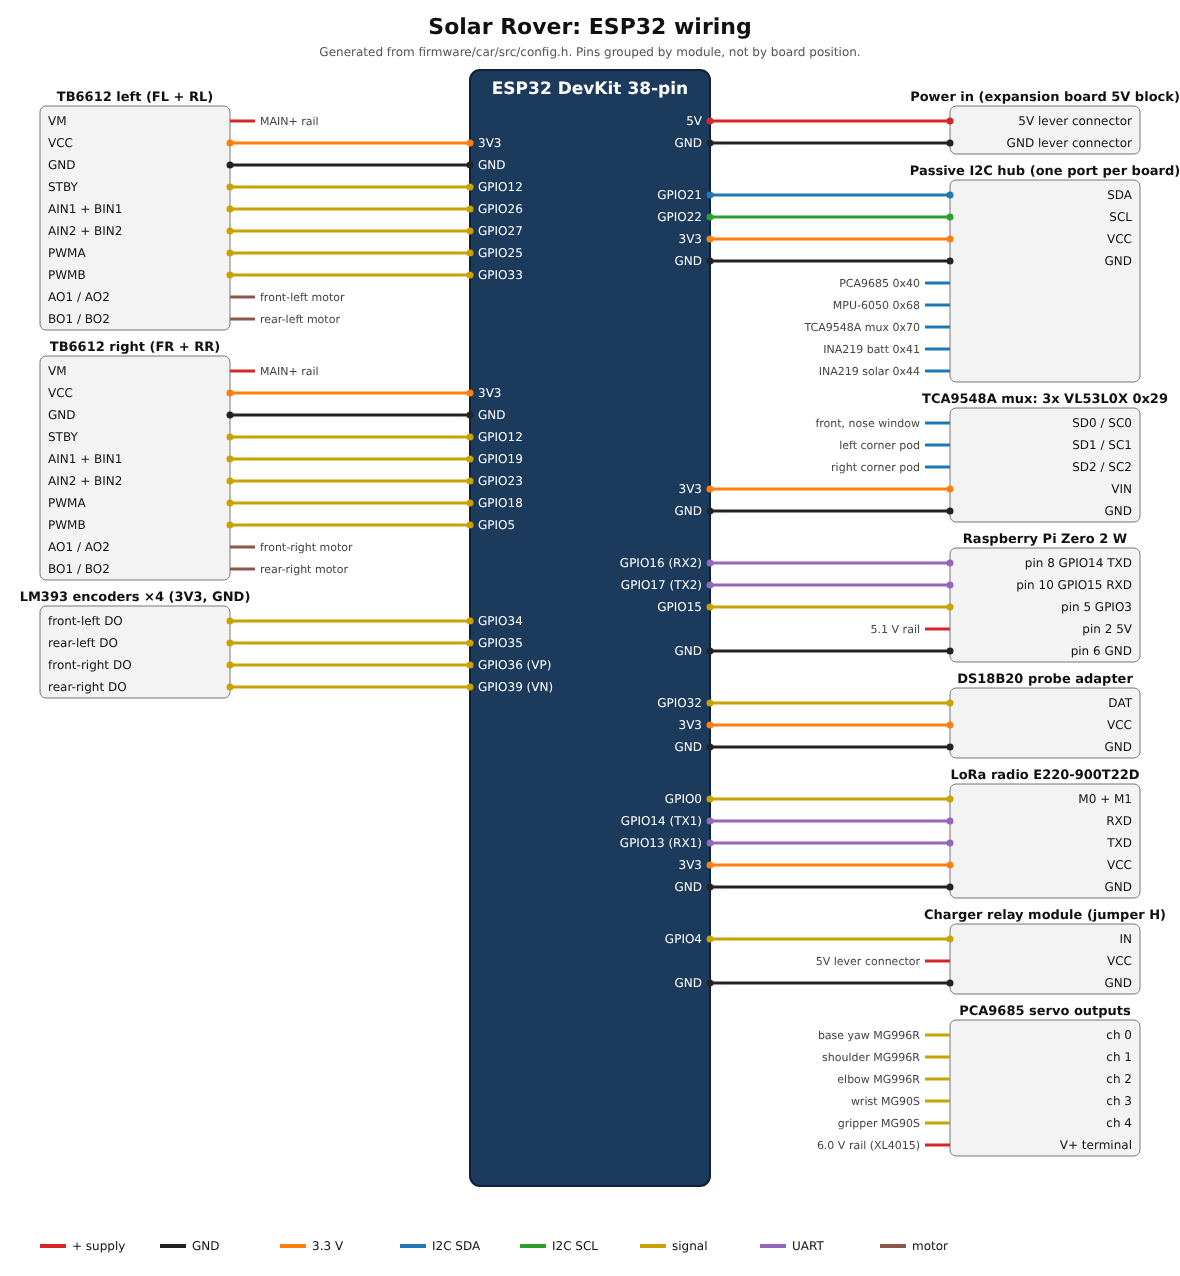 Solar Rover: ESP32 wiring
Generated from firmware/car/src/config.h. Pins grouped by module, not by board position.
ESP32 DevKit 38-pin
TB6612 left (FL + RL)
VM MAIN+ rail
VCC 3V3
GND GND
STBY GPIO12
AIN1 + BIN1 GPIO26
AIN2 + BIN2 GPIO27
PWMA GPIO25
PWMB GPIO33
AO1 / AO2 front-left motor
BO1 / BO2 rear-left motor
TB6612 right (FR + RR)
VM MAIN+ rail
VCC 3V3
GND GND
STBY GPIO12
AIN1 + BIN1 GPIO19
AIN2 + BIN2 GPIO23
PWMA GPIO18
PWMB GPIO5
AO1 / AO2 front-right motor
BO1 / BO2 rear-right motor
LM393 encoders ×4 (3V3, GND)
front-left DO GPIO34
rear-left DO GPIO35
front-right DO GPIO36 (VP)
rear-right DO GPIO39 (VN)
Power in (expansion board 5V block)
5V 5V lever connector
GND GND lever connector
Passive I2C hub (one port per board)
GPIO21 SDA
GPIO22 SCL
3V3 VCC
GND GND
PCA9685 0x40
MPU-6050 0x68
TCA9548A mux 0x70
INA219 batt 0x41
INA219 solar 0x44
TCA9548A mux: 3x VL53L0X 0x29
front, nose window SD0 / SC0
left corner pod SD1 / SC1
right corner pod SD2 / SC2
3V3 VIN
GND GND
Raspberry Pi Zero 2 W
GPIO16 (RX2) pin 8 GPIO14 TXD
GPIO17 (TX2) pin 10 GPIO15 RXD
GPIO15 pin 5 GPIO3
5.1 V rail pin 2 5V
GND pin 6 GND
DS18B20 probe adapter
GPIO32 DAT
3V3 VCC
GND GND
LoRa radio E220-900T22D
GPIO0 M0 + M1
GPIO14 (TX1) RXD
GPIO13 (RX1) TXD
3V3 VCC
GND GND
Charger relay module (jumper H)
GPIO4 IN
5V lever connector VCC
GND GND
PCA9685 servo outputs
base yaw MG996R ch 0
shoulder MG996R ch 1
elbow MG996R ch 2
wrist MG90S ch 3
gripper MG90S ch 4
6.0 V rail (XL4015) V+ terminal
+ supply GND 3.3 V I2C SDA I2C SCL signal UART motor